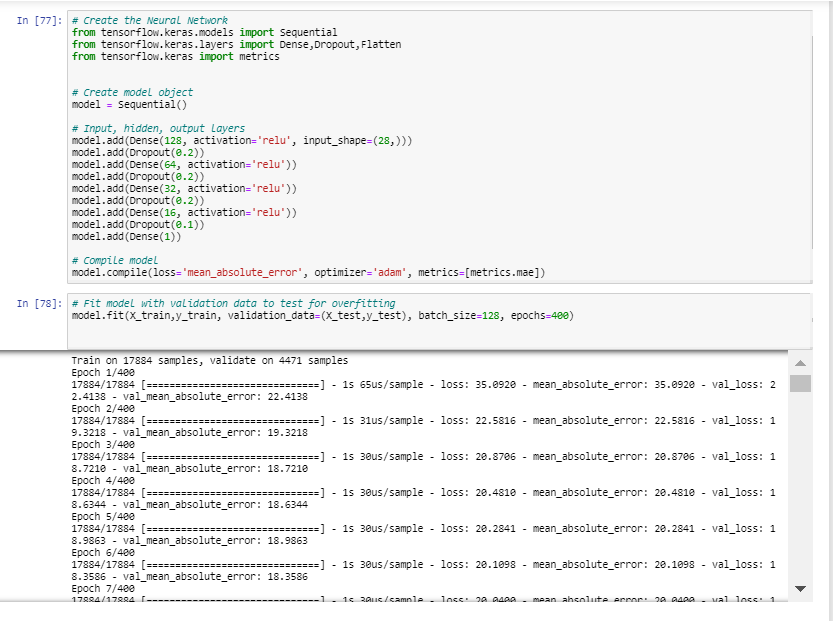 In [77]: # Create the Neural Network
from tensorflow.keras.models import Sequential
from tensorflow.keras.layers import Dense,Dropout,Flatten
from tensorflow.keras import metrics
# Create model object
model = Sequential()
# Input, hidden, output layers
model.add(Dense(128, activation='relu', input_shape=(28,)))
model.add(Dropout(0.2))
model.add(Dense(64, activation='relu'))
model.add(Dropout(0.2))
model.add(Dense(32, activation='relu'))
model.add(Dropout(0.2))
model.add(Dense(16, activation='relu'))
model.add(Dropout(0.1))
model.add(Dense(1))
# Compile model
model.compile(loss='mean_absolute_error', optimizer='adam', metrics=[metrics.mae])
In [78]: # Fit model with validation data to test for overfitting
model.fit(X_train,y_train, validation_data=(X_test,y_test), batch_size=128, epochs=400)
Train on 17884 samples, validate on 4471 samples
Epoch 1/400
17884/17884 [==============================] - 1s 65us/sample - loss: 35.0920 - mean_absolute_error: 35.0920 - val_loss: 2
2.4138 - val_mean_absolute_error: 22.4138
Epoch 2/400
17884/17884 [==============================] - 1s 31us/sample - loss: 22.5816 - mean_absolute_error: 22.5816 - val_loss: 1
9.3218 - val_mean_absolute_error: 19.3218
Epoch 3/400
17884/17884 [==============================] - 1s 30us/sample - loss: 20.8706 - mean_absolute_error: 20.8706 - val_loss: 1
8.7210 - val_mean_absolute_error: 18.7210
Epoch 4/400
17884/17884 [==============================] - 1s 30us/sample - loss: 20.4810 - mean_absolute_error: 20.4810 - val_loss: 1
8.6344 - val_mean_absolute_error: 18.6344
Epoch 5/400
17884/17884 [==============================] - 1s 30us/sample - loss: 20.2841 - mean_absolute_error: 20.2841 - val_loss: 1
8.9863 - val_mean_absolute_error: 18.9863
Epoch 6/400
17884/17884 [==============================] - 1s 30us/sample - loss: 20.1098 - mean_absolute_error: 20.1098 - val_loss: 1
8.3586 - val_mean_absolute_error: 18.3586
Epoch 7/400
17884/17884 [==============================] - 1s 30us/sample - loss: 20.0400 - mean_absolute_error: 20.0400 - val_loss: 1